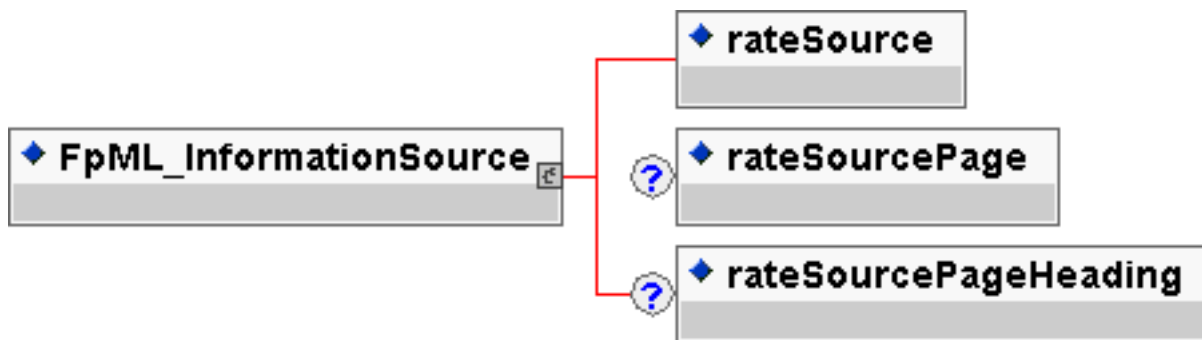 rateSource
FpML_InformationSource
? rateSourcePage
? rateSourcePageHeading